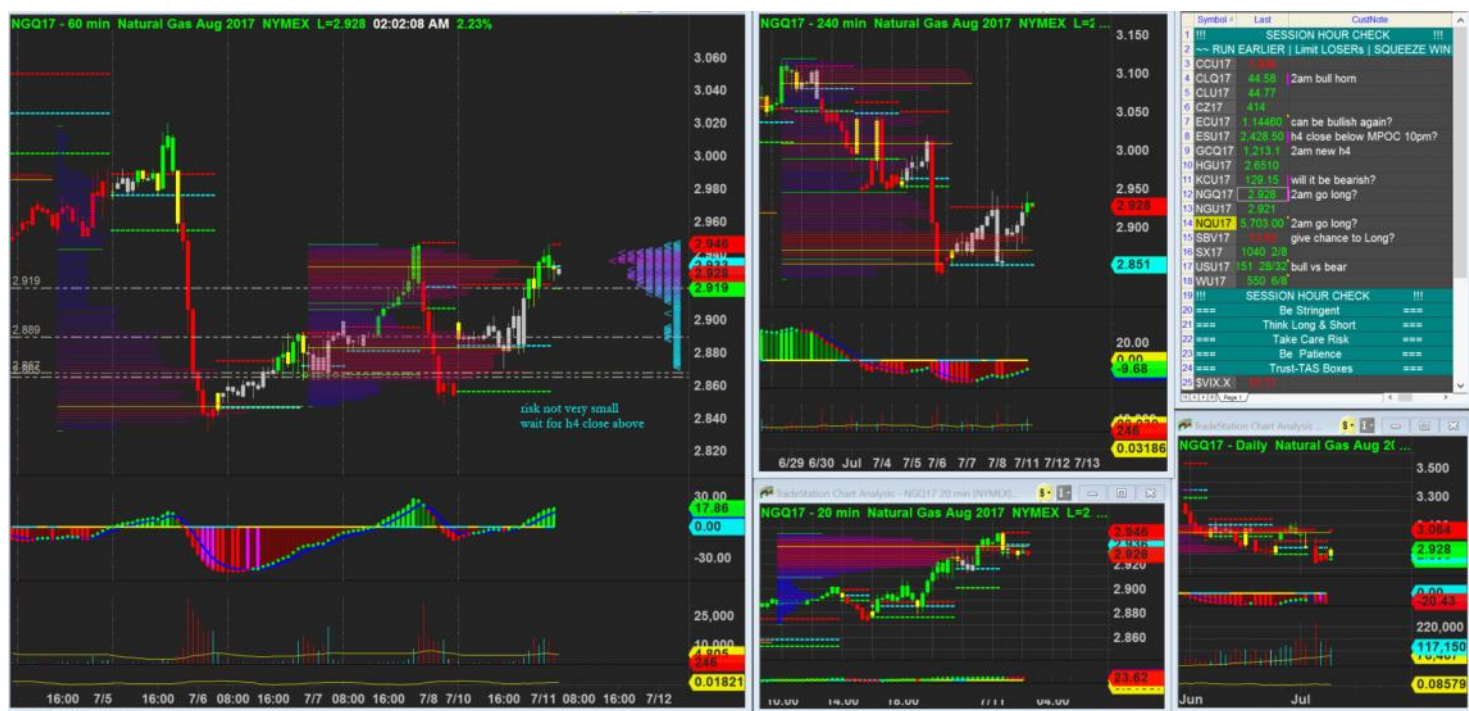 NGQ17 - 60 min Natural Gas Aug 2017 NYMEX L=2.928 02:02:08 AM 2.23%
3.060
3.040
3.020
3.000
2.980
2.960
2.946
2.928
2.919
2.919
2.900
2.889
2.880
2.860
2.840
2.820
risk not very small
wait for h4 close above
30.00
17.86
0.00
-30.00
25,000
246
0.01821
16:00 7/5 16:00 7/6 08:00 16:00 7/7 08:00 16:00 7/8 7/10 16:00 7/11 08:00 16:00 7/12
NGQ17 - 240 min Natural Gas Aug 2017 NYMEX
3.150
3.100
3.050
3.000
2.950
2.928
2.900
2.851
20.00
0.00
-9.68
246
0.03186
6/29 6/30 Jul 7/4 7/5 7/6 7/7 7/8 7/11 7/12 7/13
TradeStation Chart Analysis - NGQ17 20 min [NYMEX]...
NGQ17 - 20 min Natural Gas Aug 2017 NYMEX L=2 ...
2.946
2.936
2.928
2.920
2.900
2.880
2.860
23.62
14:00 18:00 7/11 04:00
Symbol Last CustNote
1 !!! SESSION HOUR CHECK !!!
2 ~~ RUN EARLIER | Limit LOSERs | SQUEEZE WIN
3 CCU17
4 CLQ17 44.58 2am bull horn
5 CLU17 44.77
6 CZ17 414
7 ECU17 1.14460 can be bullish again?
8 ESU17 2,428.50 h4 close below MPOC 10pm?
9 GCQ17 1,213.1 2am new h4
10 HGU17 2.6510
11 KCU17 129.15 will it be bearish?
12 NGQ17 2.928 2am go long?
13 NGU17 2.921
14 NQU17 5,703.00 2am go long?
15 SBV17 give chance to Long?
16 SX17 1040 2/8
17 USU17 151 28/32 bull vs bear
18 WU17 550 6/8
19 !!! SESSION HOUR CHECK !!!
20 === Be Stringent ===
21 === Think Long & Short ===
22 === Take Care Risk ===
23 === Be Patience ===
24 === Trust-TAS Boxes ===
25 $VIX.X
Page 1
TradeStation Chart Analysis ...
NGQ17 - Daily Natural Gas Aug 20 ...
3.500
3.300
3.064
2.928
0.00
-20.43
220,000
117,150
0.08579
Jun Jul